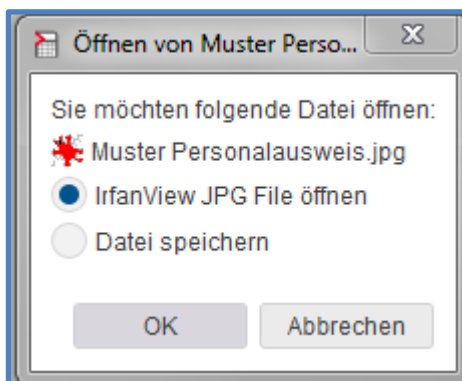 Öffnen von Muster Perso...
Sie möchten folgende Datei öffnen:
Muster Personalausweis.jpg
IrfanView JPG File öffnen
Datei speichern
OK
Abbrechen